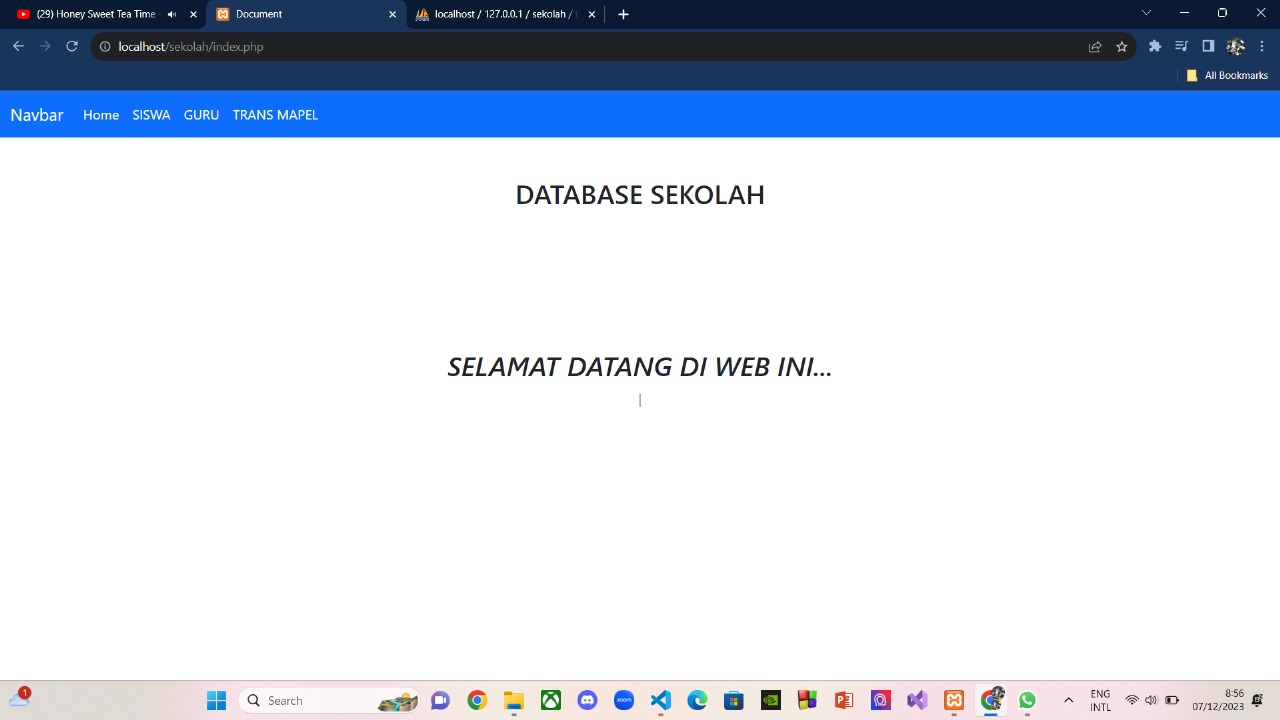 (29) Honey Sweet Tea Time
Document
localhost / 127.0.0.1 / sekolah /
localhost/sekolah/index.php
All Bookmarks
Navbar Home SISWA GURU TRANS MAPEL
DATABASE SEKOLAH
SELAMAT DATANG DI WEB INI...
1
Search
zoom
ENG
INTL
8:56
07/12/2023